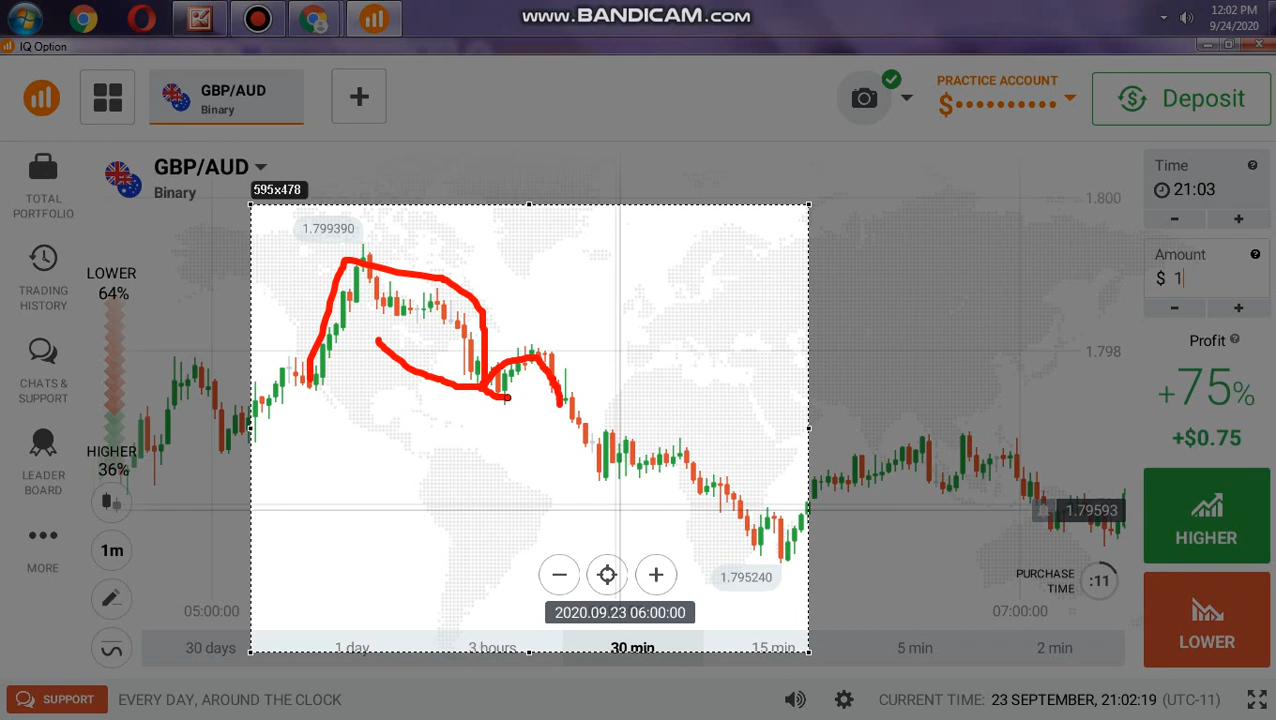 www.BANDICAM.com
12:02 PM
9/24/2020
IQ Option
GBP/AUD
Binary
PRACTICE ACCOUNT
$••••••••••
Deposit
GBP/AUD
Binary
595x478
1.799390
1.800
1.798
1.79593
1.795240
TOTAL
PORTFOLIO
TRADING
HISTORY
CHATS &
SUPPORT
LEADER
BOARD
MORE
LOWER
64%
HIGHER
36%
1m
Time
21:03
- +
Amount
$ 1
- +
Profit
+75%
+$0.75
HIGHER
LOWER
PURCHASE
TIME
:11
2020.09.23 06:00:00
05:00:00
07:00:00
30 days 1 day 3 hours 30 min 15 min 5 min 2 min
SUPPORT
EVERY DAY, AROUND THE CLOCK
CURRENT TIME: 23 SEPTEMBER, 21:02:19 (UTC-11)